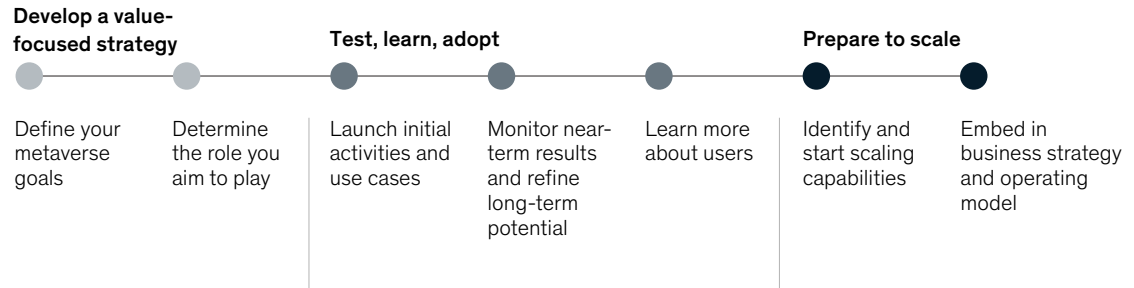 Develop a value-
focused strategy
Define your
metaverse
goals
Determine
the role you
aim to play
Test, learn, adopt
Launch initial
activities and
use cases
Monitor near-
term results
and refine
long-term
potential
Learn more
about users
Prepare to scale
Identify and
start scaling
capabilities
Embed in
business strategy
and operating
model